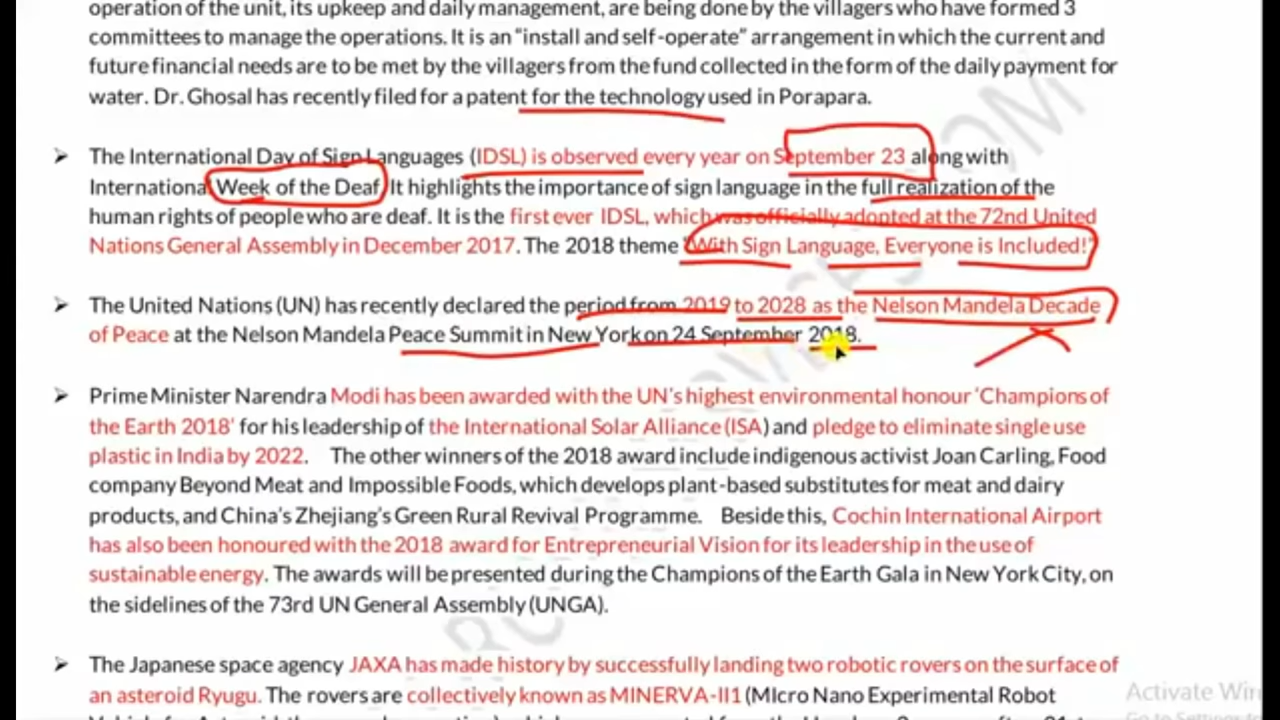 operation of the unit, its upkeep and daily management, are being done by the villagers who have formed 3
committees to manage the operations. It is an "install and self-operate" arrangement in which the current and
future financial needs are to be met by the villagers from the fund collected in the form of the daily payment for
water. Dr. Ghosal has recently filed for a patent for the technology used in Porapara.
➢ The International Day of Sign Languages (IDSL) is observed every year on September 23 along with
International Week of the Deaf. It highlights the importance of sign language in the full realization of the
human rights of people who are deaf. It is the first ever IDSL, which was officially adopted at the 72nd United
Nations General Assembly in December 2017. The 2018 theme "With Sign Language, Everyone is Included!"
➢ The United Nations (UN) has recently declared the period from 2019 to 2028 as the Nelson Mandela Decade
of Peace at the Nelson Mandela Peace Summit in New York on 24 September 2018.
➢ Prime Minister Narendra Modi has been awarded with the UN's highest environmental honour 'Champions of
the Earth 2018' for his leadership of the International Solar Alliance (ISA) and pledge to eliminate single use
plastic in India by 2022. The other winners of the 2018 award include indigenous activist Joan Carling, Food
company Beyond Meat and Impossible Foods, which develops plant-based substitutes for meat and dairy
products, and China's Zhejiang's Green Rural Revival Programme. Beside this, Cochin International Airport
has also been honoured with the 2018 award for Entrepreneurial Vision for its leadership in the use of
sustainable energy. The awards will be presented during the Champions of the Earth Gala in New York City, on
the sidelines of the 73rd UN General Assembly (UNGA).
➢ The Japanese space agency JAXA has made history by successfully landing two robotic rovers on the surface of
an asteroid Ryugu. The rovers are collectively known as MINERVA-II1 (MIcro Nano Experimental Robot
Activate Win